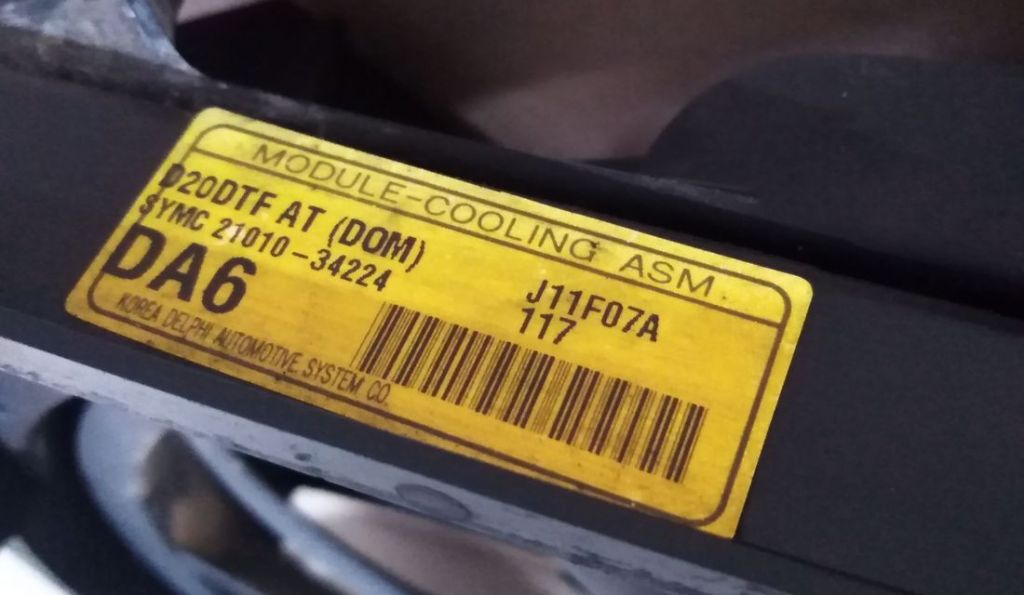 MODULE-COOLING ASM
D20DTF AT (DOM)
SYMC 21010-34224
J11F07A
DA6
117
KOREA DELPHI AUTOMOTIVE SYSTEM CO.